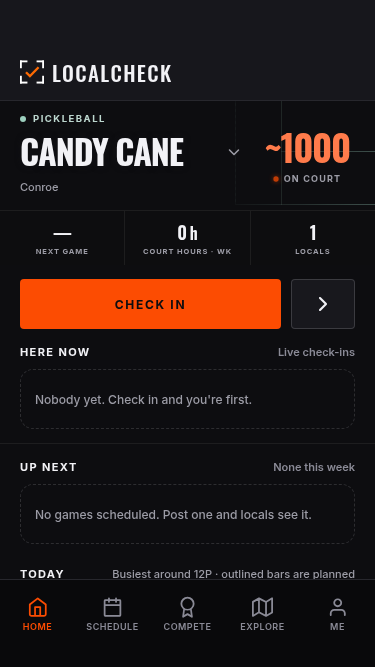 LOCALCHECK
PICKLEBALL
CANDY CANE
Conroe
~1000
ON COURT
—
NEXT GAME
0 h
COURT HOURS · WK
1
LOCALS
CHECK IN
HERE NOW
Live check-ins
Nobody yet. Check in and you're first.
UP NEXT
None this week
No games scheduled. Post one and locals see it.
TODAY
Busiest around 12P · outlined bars are planned
HOME
SCHEDULE
COMPETE
EXPLORE
ME